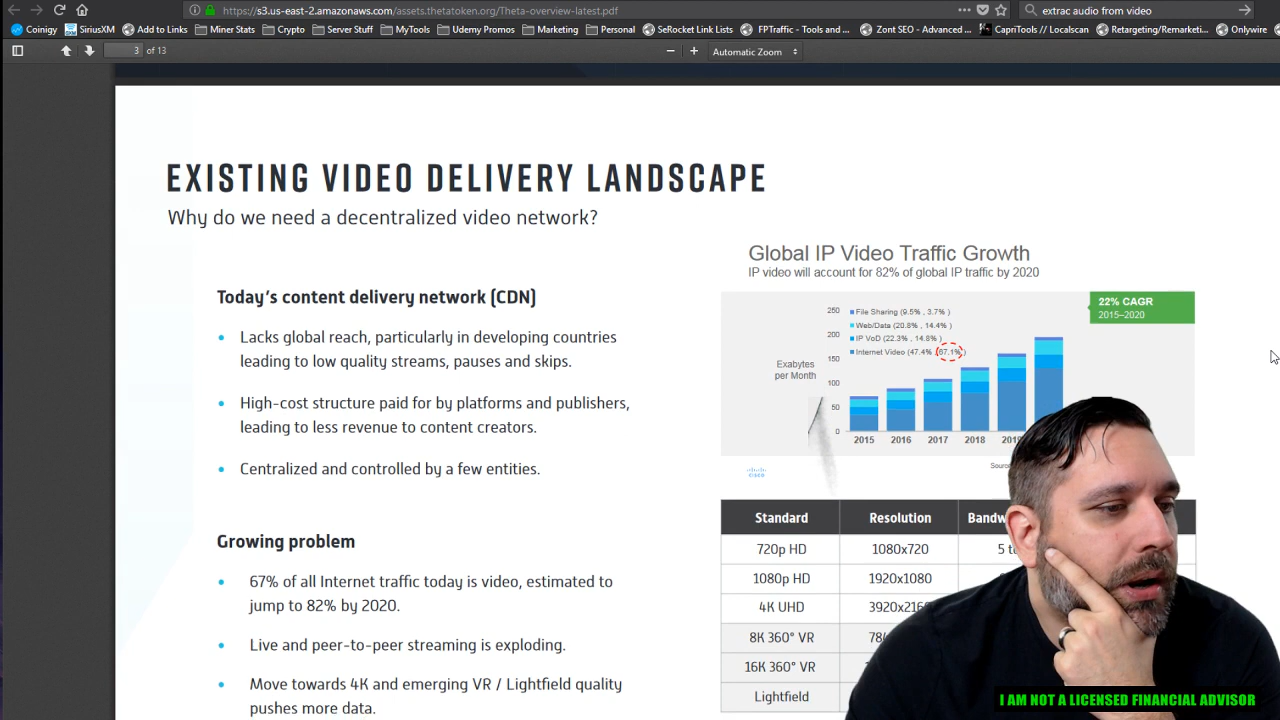 https://s3.us-east-2.amazonaws.com/assets.thetatoken.org/Theta-overview-latest.pdf
extrac audio from video
Coinigy SiriusXM Add to Links Miner Stats Crypto Server Stuff MyTools Udemy Promos Marketing Personal SeRocket Link Lists FPTraffic - Tools and ... Zont SEO - Advanced ... CapriTools // Localscan Retargeting/Remarketi... Onlywire
3 of 13
Automatic Zoom
EXISTING VIDEO DELIVERY LANDSCAPE
Why do we need a decentralized video network?
Today's content delivery network (CDN)
Lacks global reach, particularly in developing countries
leading to low quality streams, pauses and skips.
High-cost structure paid for by platforms and publishers,
leading to less revenue to content creators.
Centralized and controlled by a few entities.
Growing problem
67% of all Internet traffic today is video, estimated to
jump to 82% by 2020.
Live and peer-to-peer streaming is exploding.
Move towards 4K and emerging VR / Lightfield quality
pushes more data.
Global IP Video Traffic Growth
IP video will account for 82% of global IP traffic by 2020
22% CAGR
2015–2020
File Sharing (9.5% , 3.7% )
Web/Data (20.8% , 14.4% )
IP VoD (22.3% , 14.8% )
Internet Video (47.4% , 67.1% )
Exabytes
per Month
250
200
150
100
50
0
2015 2016 2017 2018 2019
cisco
Standard Resolution
720p HD 1080x720
1080p HD 1920x1080
4K UHD
8K 360° VR
16K 360° VR
Lightfield
I AM NOT A LICENSED FINANCIAL ADVISOR